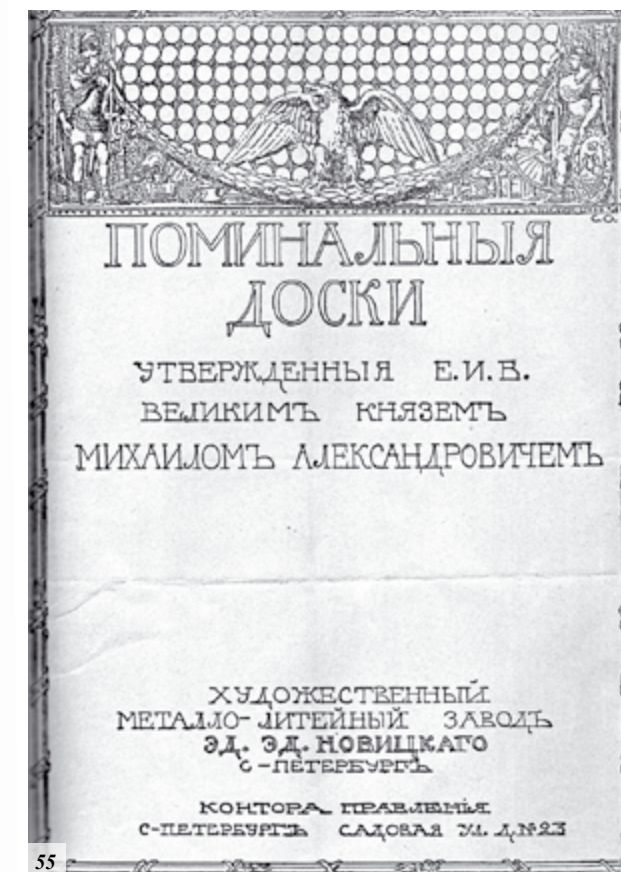 С.С.
ПОМИНАЛЬНЫЯ
ДОСКИ
УТВЕРЖДЕННЫЯ Е.И.В.
ВЕЛИКИМЪ КНЯЗЕМЪ
МИХАИЛОМЪ АЛЕКСАНДРОВИЧЕМЪ
ХУДОЖЕСТВЕННЫЙ
МЕТАЛЛО-ЛИТЕЙНЫЙ ЗАВОДЪ
ЭД. ЭД. НОВИЦКАГО
С-ПЕТЕРБУРГЪ
КОНТОРА ПРАВЛЕНІЯ
С-ПЕТЕРБУРГЪ САДОВАЯ УЛ. Д. №23
55